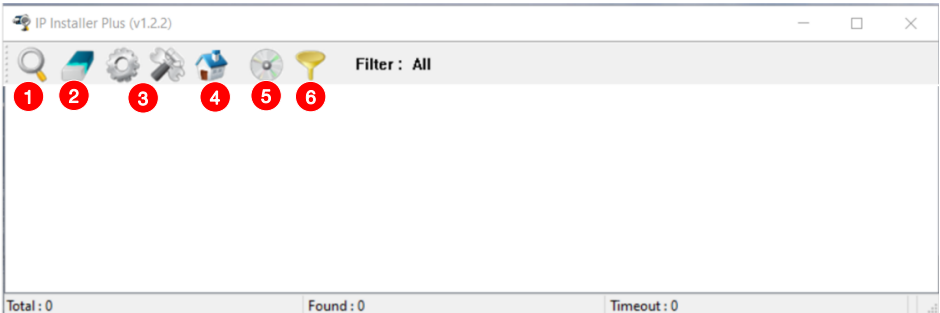 IP Installer Plus (v1.2.2)
Filter : All
1 2 3 4 5 6
Total : 0 Found : 0 Timeout : 0